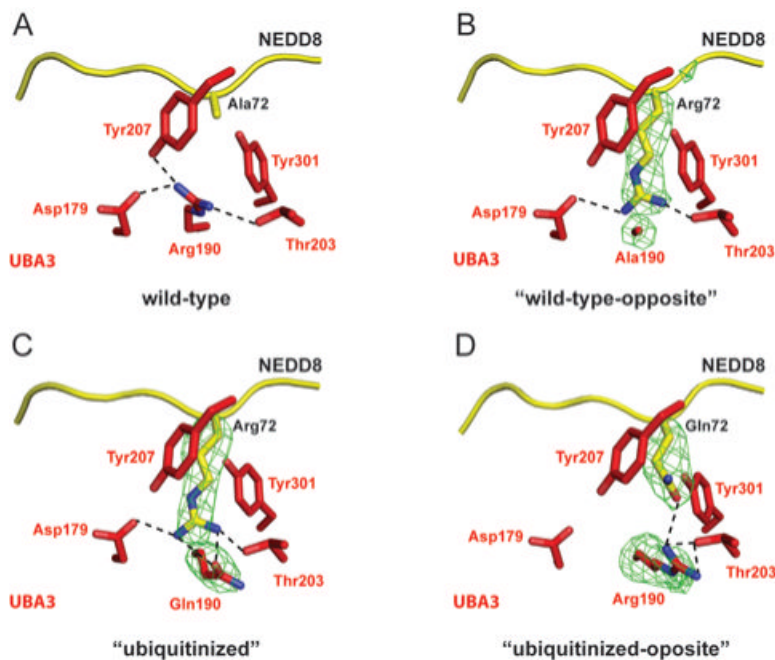 A
NEDD8
Ala72
Tyr207
Tyr301
Asp179
Arg190
Thr203
UBA3
wild-type
B
NEDD8
Arg72
Tyr207
Tyr301
Asp179
Ala190
Thr203
UBA3
“wild-type-opposite”
C
NEDD8
Arg72
Tyr207
Tyr301
Asp179
Gln190
Thr203
UBA3
“ubiquitinized”
D
NEDD8
Gln72
Tyr207
Tyr301
Asp179
Arg190
Thr203
UBA3
“ubiquitinized-oposite”